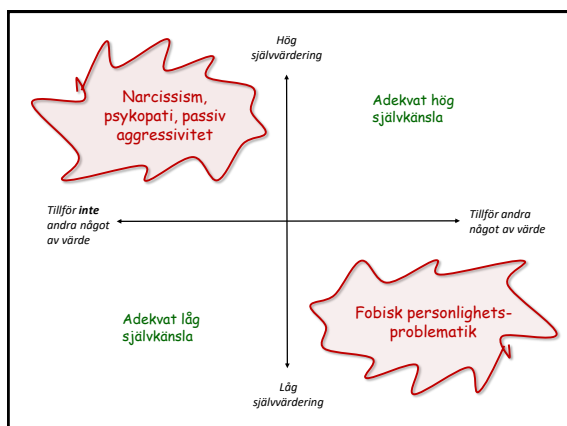 Hög
självvärdering
Narcissism,
psykopati, passiv
aggressivitet
Adekvat hög
självkänsla
Tillför inte
andra något
av värde
Tillför andra
något av värde
Adekvat låg
självkänsla
Fobisk personlighets-
problematik
Låg
självvärdering